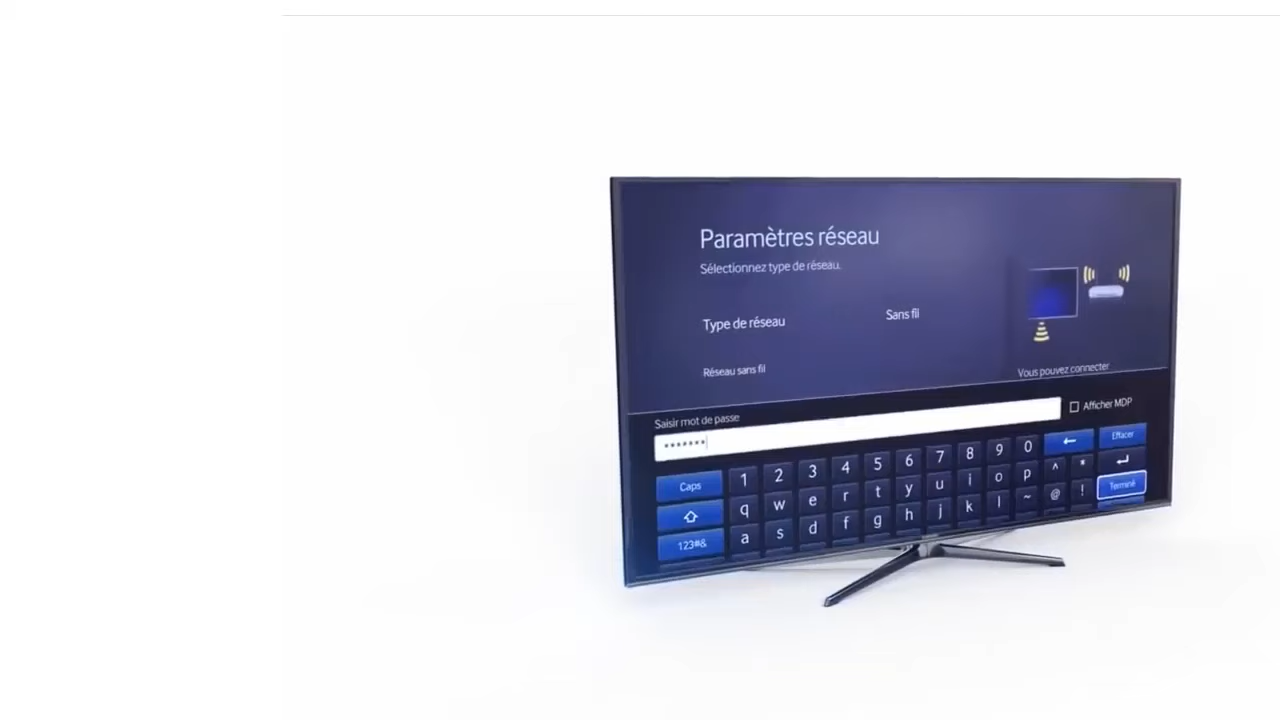 Paramètres réseau
Sélectionnez type de réseau.
Type de réseau
Sans fil
Réseau sans fil
Vous pouvez connecter
Saisir mot de passe
Afficher MDP
*******
Caps 1 2 3 4 5 6 7 8 9 0 ← Effacer
q w e r t y u i o p ^ *
123#& a s d f g h j k l ~ @ ! Terminé